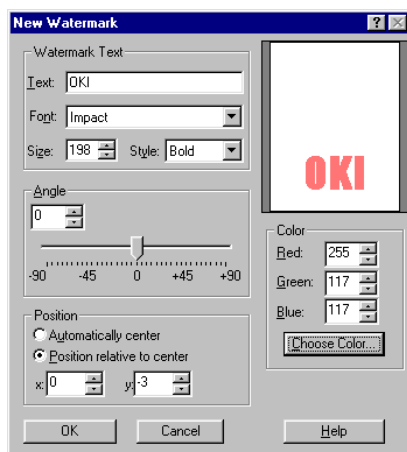 New Watermark
Watermark Text
Text: OKI
Font: Impact
Size: 198 Style: Bold
OKI
Angle
0
-90 -45 0 +45 +90
Color
Red: 255
Green: 117
Blue: 117
Choose Color...
Position
Automatically center
Position relative to center
x: 0 y: -3
OK Cancel Help